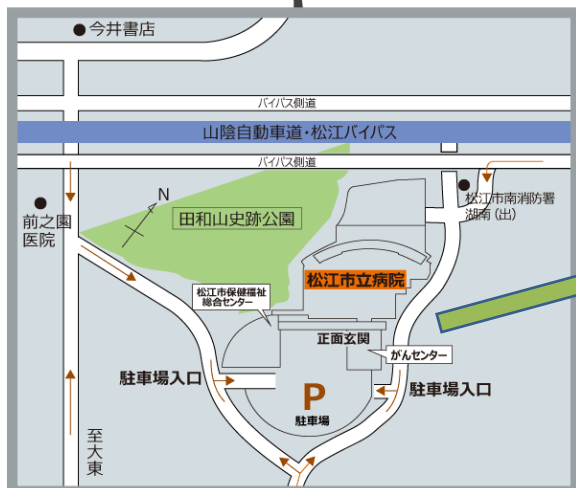 今井書店
バイパス側道
山陰自動車道・松江バイパス
バイパス側道
松江市南消防署
湖南(出)
前之園
医院
N
田和山史跡公園
松江市立病院
松江市保健福祉
総合センター
正面玄関
がんセンター
駐車場入口
駐車場入口
P
駐車場
至大東